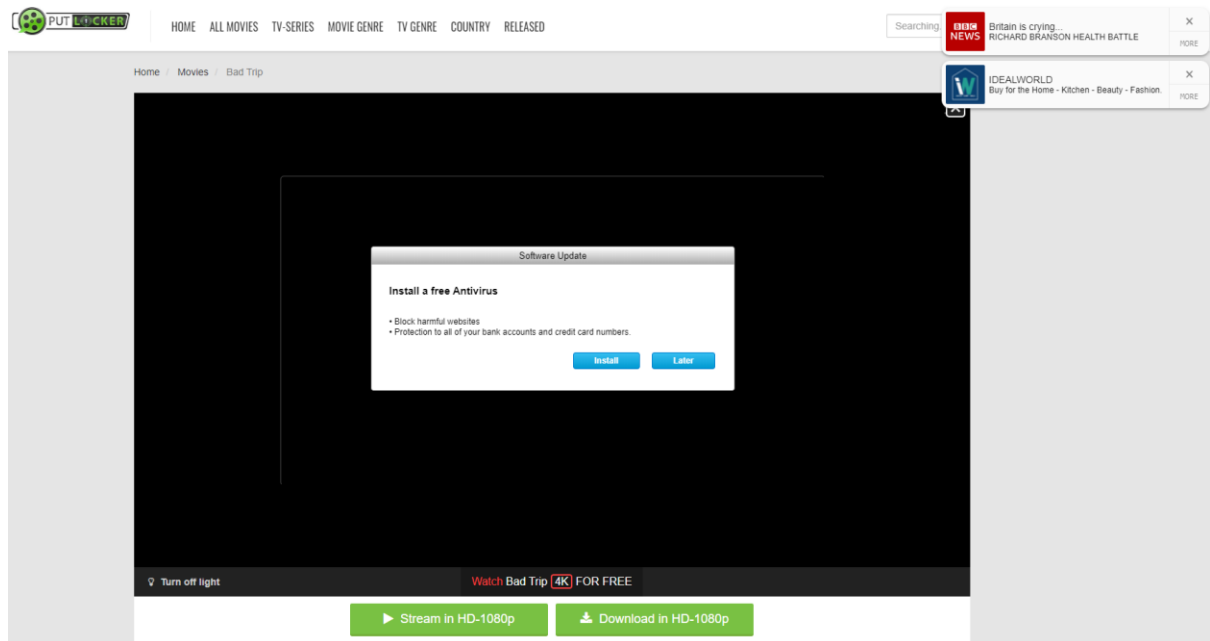 PUT LOCKER
HOME ALL MOVIES TV-SERIES MOVIE GENRE TV GENRE COUNTRY RELEASED
Searching
BBC
NEWS
Britain is crying...
RICHARD BRANSON HEALTH BATTLE
X
MORE
Home / Movies / Bad Trip
iW
IDEALWORLD
Buy for the Home - Kitchen - Beauty - Fashion.
X
MORE
Software Update
Install a free Antivirus
• Block harmful websites
• Protection to all of your bank accounts and credit card numbers.
Install Later
Turn off light
Watch Bad Trip 4K FOR FREE
Stream in HD-1080p
Download in HD-1080p